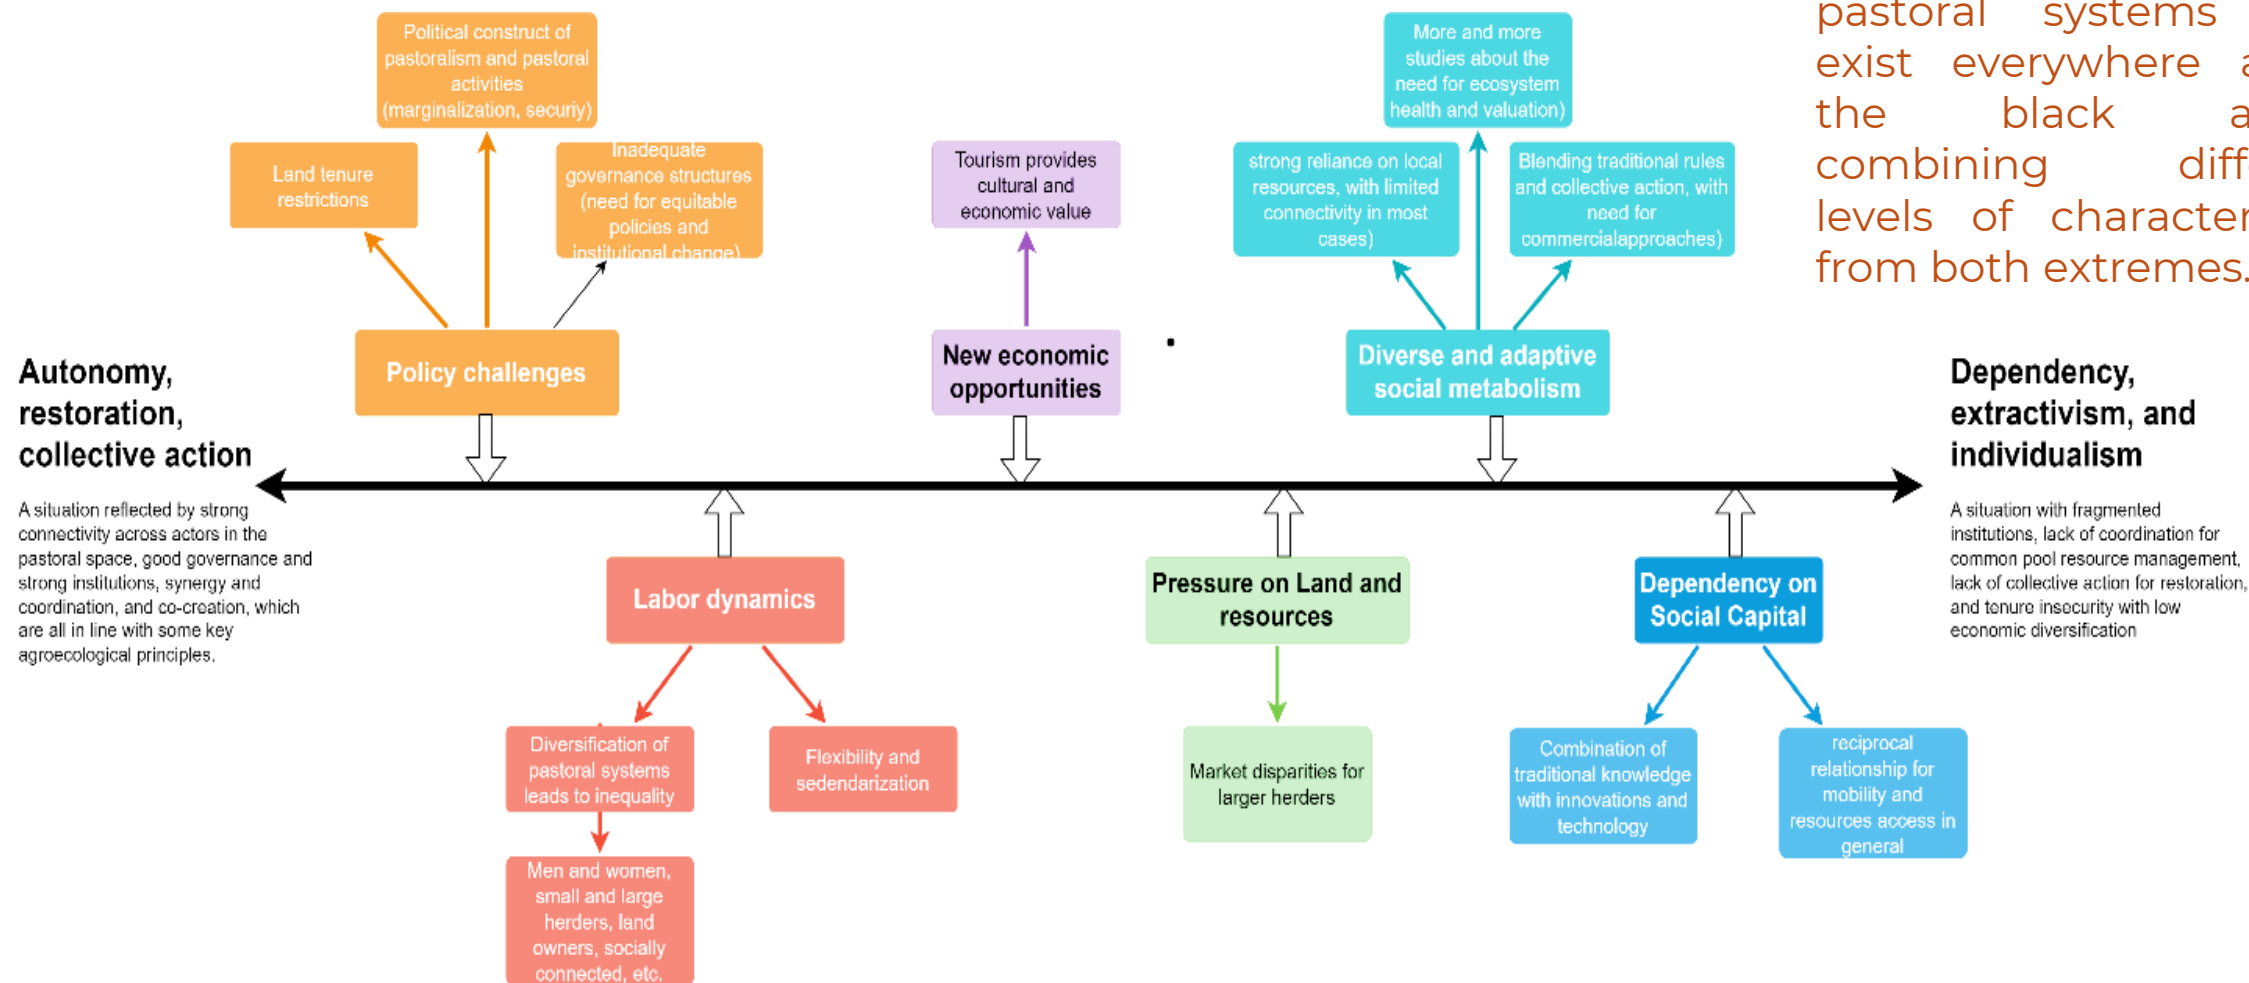 Political construct of
pastoralism and pastoral
activities
(marginalization, securiy)
Land tenure
restrictions
Inadequate
governance structures
(need for equitable
policies and
institutional change)
Tourism provides
cultural and
economic value
More and more
studies about the
need for ecosystem
health and valuation)
strong reliance on local
resources, with limited
connectivity in most
cases)
Blending traditional rules
and collective action, with
need for
commercialapproaches)
pastoral systems
exist everywhere
the black
combining
levels of
from both extremes.
Policy challenges
New economic
opportunities
Diverse and adaptive
social metabolism
Autonomy,
restoration,
collective action
A situation reflected by strong
connectivity across actors in the
pastoral space, good governance and
strong institutions, synergy and
coordination, and co-creation, which
are all in line with some key
agroecological principles.
Dependency,
extractivism, and
individualism
A situation with fragmented
institutions, lack of coordination for
common pool resource management,
lack of collective action for restoration,
and tenure insecurity with low
economic diversification
Labor dynamics
Pressure on Land and
resources
Dependency on
Social Capital
Diversification of
pastoral systems
leads to inequality
Flexibility and
sedendarization
Men and women,
small and large
herders, land
owners, socially
connected, etc.
Market disparities for
larger herders
Combination of
traditional knowledge
with innovations and
technology
reciprocal
relationship for
mobility and
resources access in
general